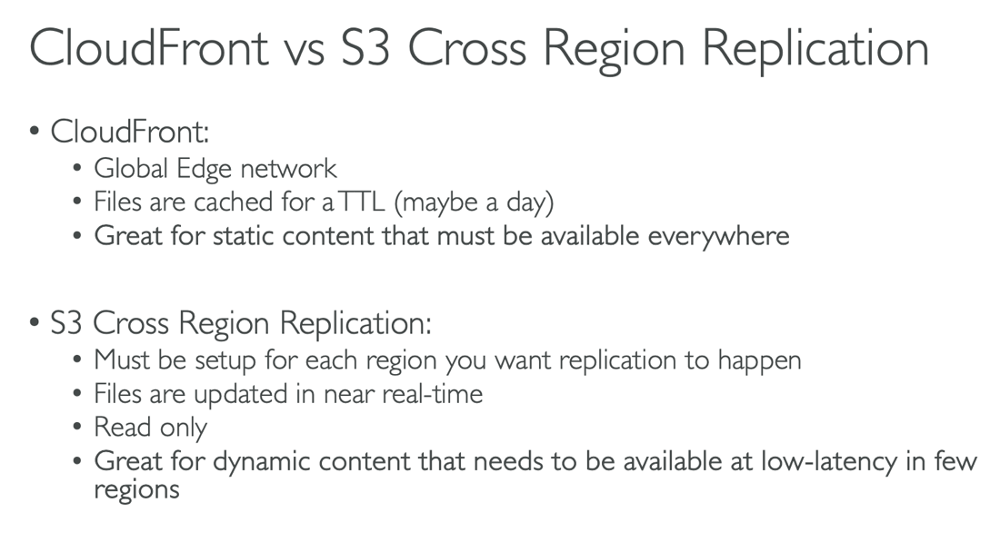 CloudFront vs S3 Cross Region Replication
• CloudFront:
• Global Edge network
• Files are cached for a TTL (maybe a day)
• Great for static content that must be available everywhere
• S3 Cross Region Replication:
• Must be setup for each region you want replication to happen
• Files are updated in near real-time
• Read only
• Great for dynamic content that needs to be available at low-latency in few
regions